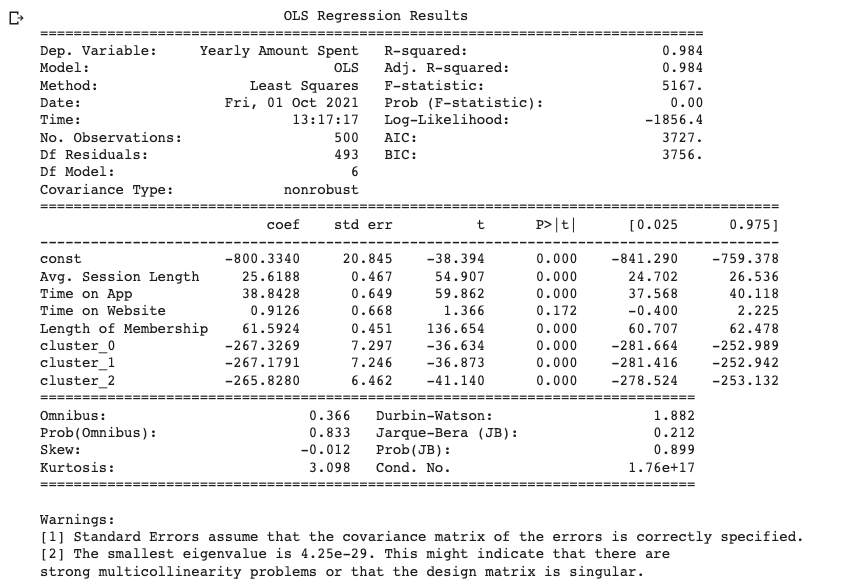 OLS Regression Results
==============================================================================
Dep. Variable: Yearly Amount Spent R-squared: 0.984
Model: OLS Adj. R-squared: 0.984
Method: Least Squares F-statistic: 5167.
Date: Fri, 01 Oct 2021 Prob (F-statistic): 0.00
Time: 13:17:17 Log-Likelihood: -1856.4
No. Observations: 500 AIC: 3727.
Df Residuals: 493 BIC: 3756.
Df Model: 6
Covariance Type: nonrobust
========================================================================================
coef std err t P>|t| [0.025 0.975]
----------------------------------------------------------------------------------------
const -800.3340 20.845 -38.394 0.000 -841.290 -759.378
Avg. Session Length 25.6188 0.467 54.907 0.000 24.702 26.536
Time on App 38.8428 0.649 59.862 0.000 37.568 40.118
Time on Website 0.9126 0.668 1.366 0.172 -0.400 2.225
Length of Membership 61.5924 0.451 136.654 0.000 60.707 62.478
cluster_0 -267.3269 7.297 -36.634 0.000 -281.664 -252.989
cluster_1 -267.1791 7.246 -36.873 0.000 -281.416 -252.942
cluster_2 -265.8280 6.462 -41.140 0.000 -278.524 -253.132
==============================================================================
Omnibus: 0.366 Durbin-Watson: 1.882
Prob(Omnibus): 0.833 Jarque-Bera (JB): 0.212
Skew: -0.012 Prob(JB): 0.899
Kurtosis: 3.098 Cond. No. 1.76e+17
==============================================================================
Warnings:
[1] Standard Errors assume that the covariance matrix of the errors is correctly specified.
[2] The smallest eigenvalue is 4.25e-29. This might indicate that there are
strong multicollinearity problems or that the design matrix is singular.